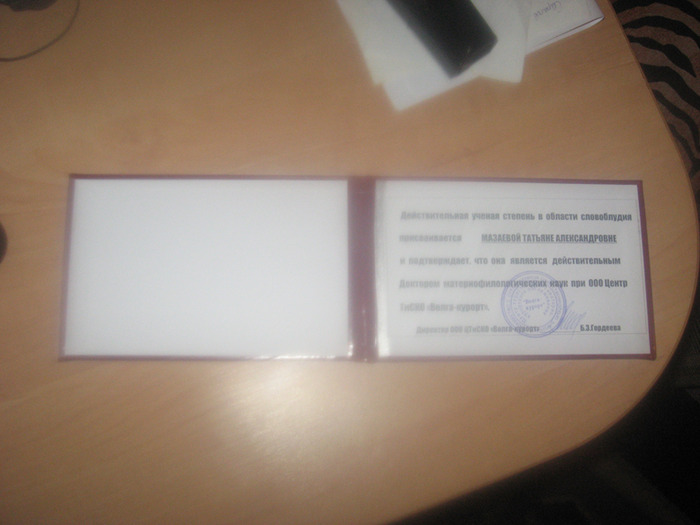 Действительная ученая степень в области словоблудия
присваивается МАЗАЕВОЙ ТАТЬЯНЕ АЛЕКСАНДРОВНЕ
и подтверждает, что она является действительным
Доктором материофилологических наук при ООО Центр
ТиСКО «Волга-курорт».
Директор ООО ЦТиСКО «Волга-курорт» Б.З.Гордеева